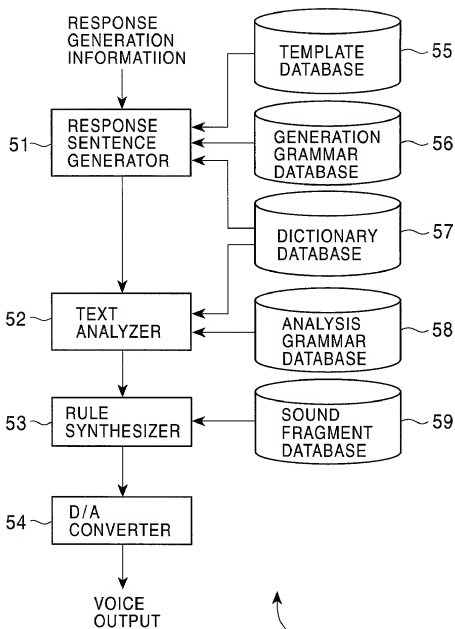 RESPONSE
GENERATION
INFORMATIION
51
RESPONSE
SENTENCE
GENERATOR
TEMPLATE
DATABASE
55
GENERATION
GRAMMAR
DATABASE
56
DICTIONARY
DATABASE
57
52
TEXT
ANALYZER
ANALYSIS
GRAMMAR
DATABASE
58
53
RULE
SYNTHESIZER
SOUND
FRAGMENT
DATABASE
59
54
D/A
CONVERTER
VOICE
OUTPUT